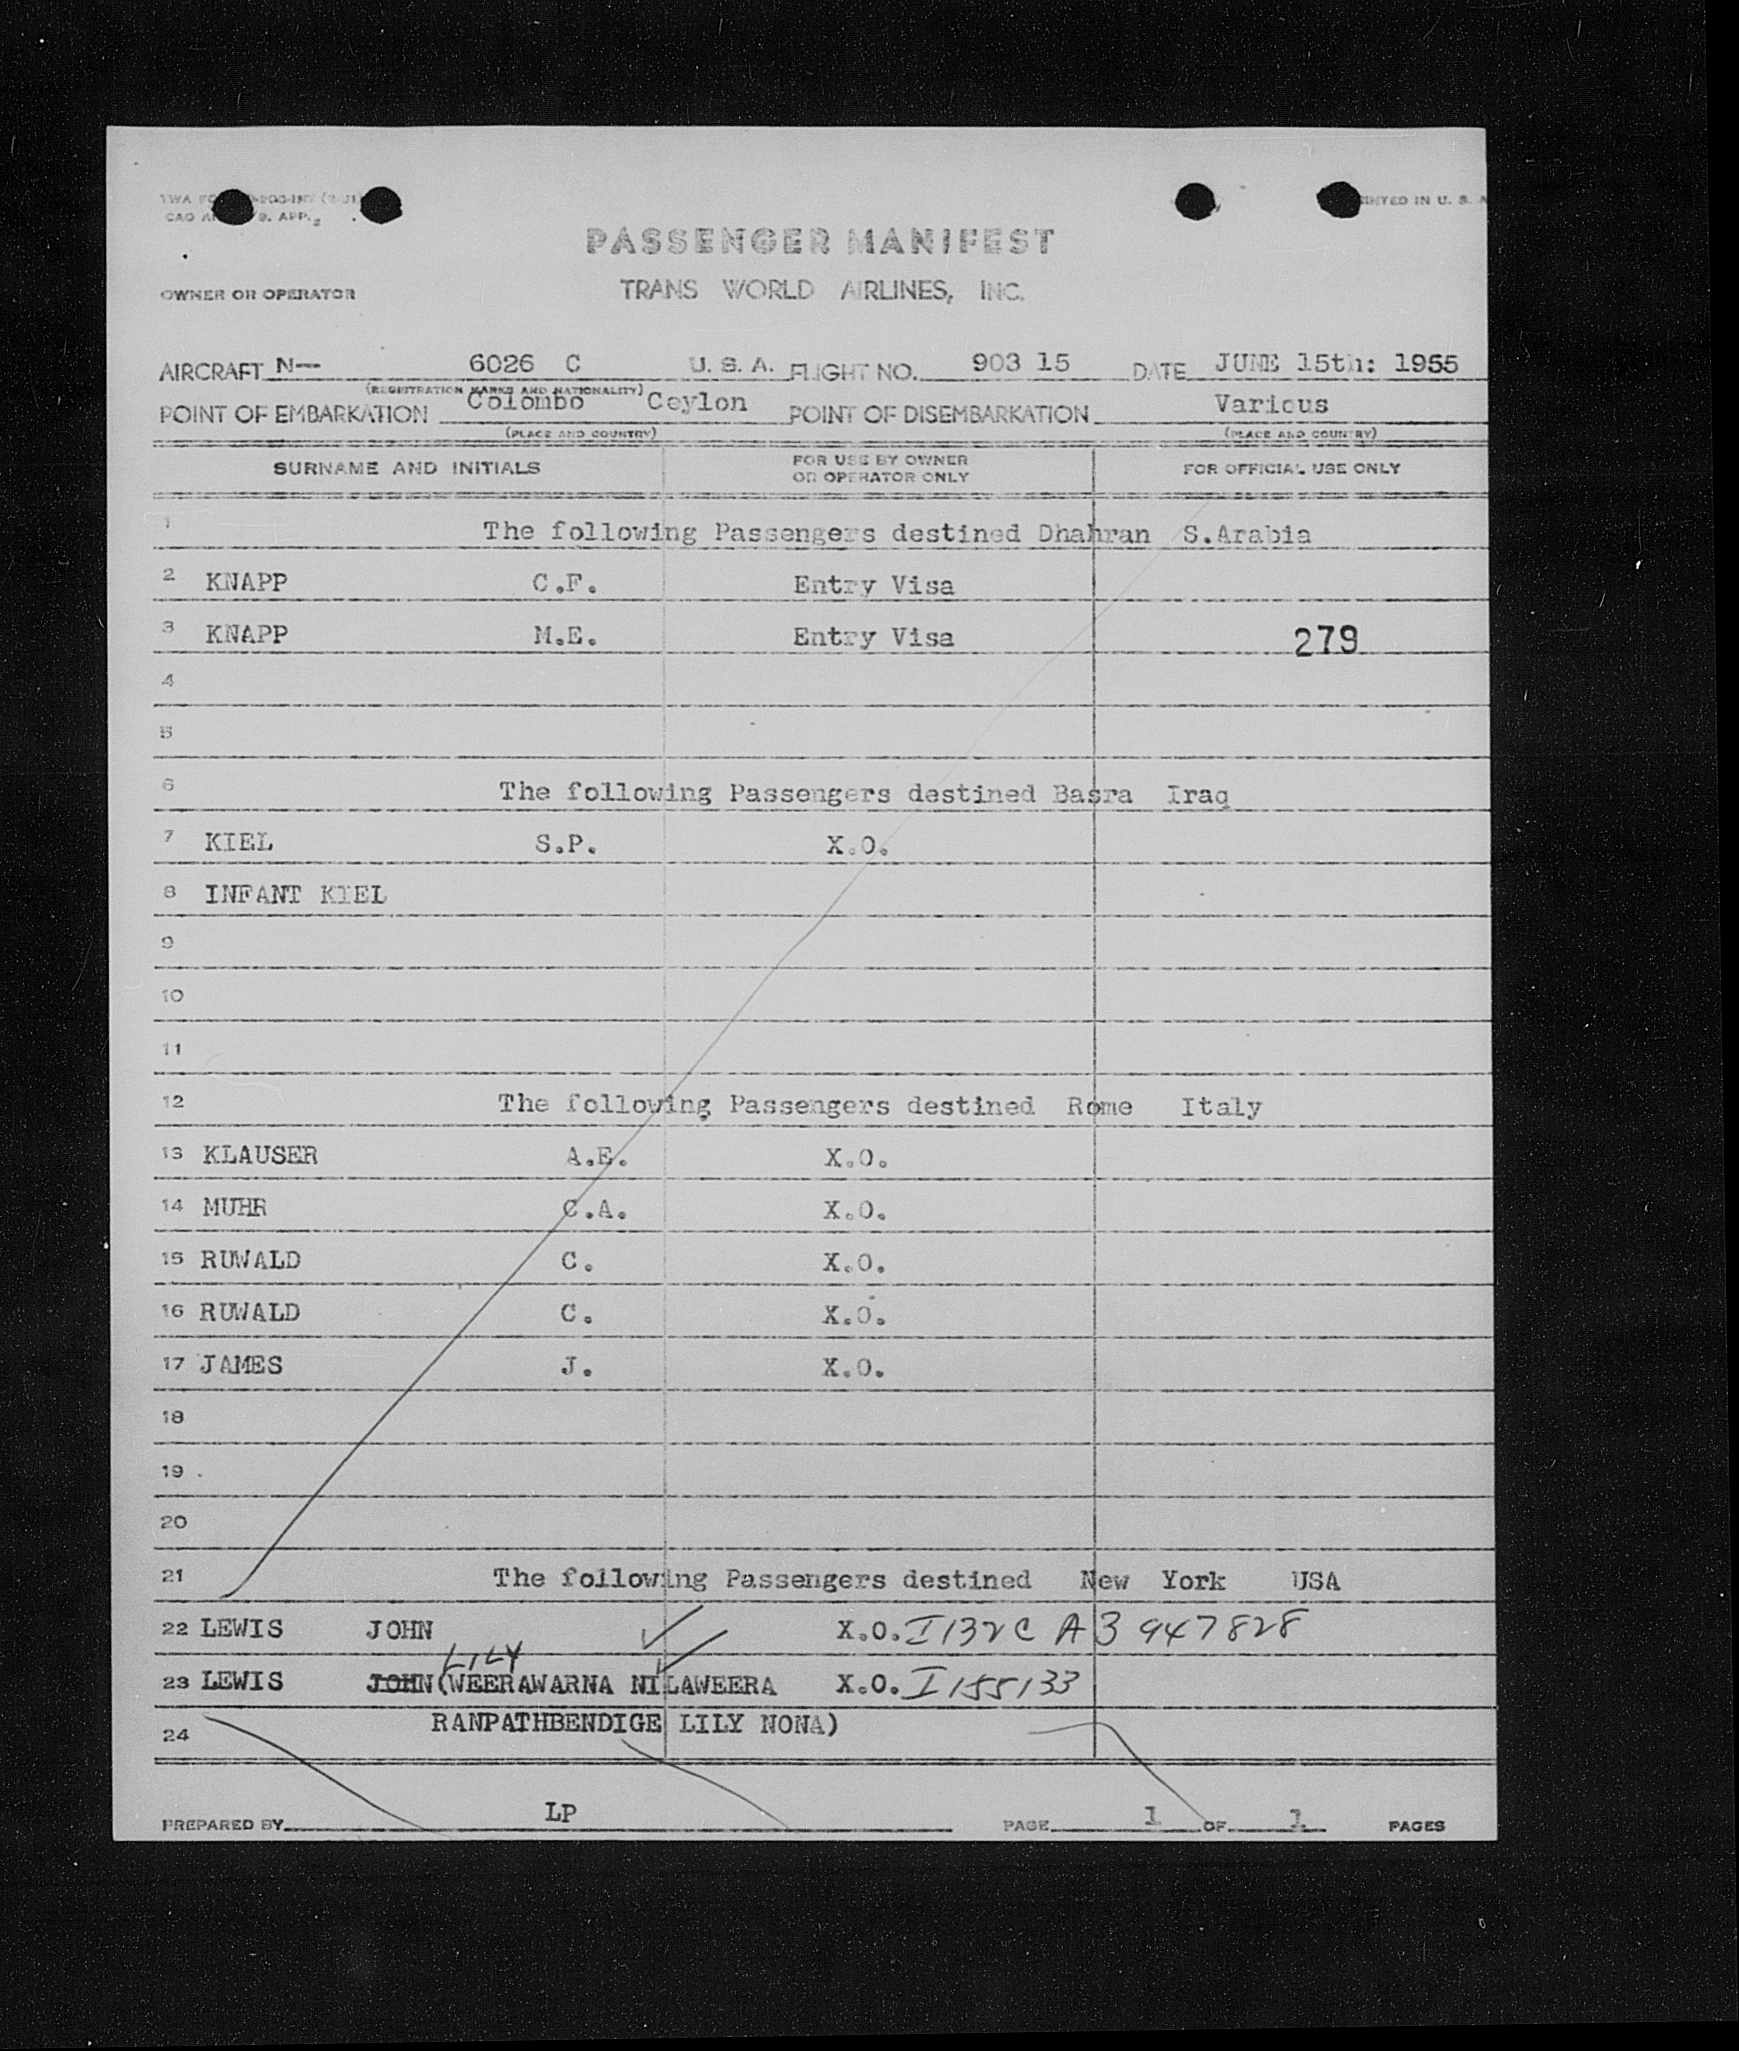 CAO APP.
PRINTED IN U. S. A
PASSENGER MANIFEST
OWNER OR OPERATOR TRANS WORLD AIRLINES, INC.
AIRCRAFT N-- 6026 C U. S. A. FLIGHT NO. 903 15 DATE JUNE 15th: 1955
(REGISTRATION MARKS AND NATIONALITY)
POINT OF EMBARKATION Colombo Ceylon POINT OF DISEMBARKATION Various
(PLACE AND COUNTRY) (PLACE AND COUNTRY)
SURNAME AND INITIALS FOR USE BY OWNER OR OPERATOR ONLY FOR OFFICIAL USE ONLY
1 The following Passengers destined Dhahran S.Arabia
2 KNAPP C.F. Entry Visa
3 KNAPP M.E. Entry Visa 279
4
5
6 The following Passengers destined Basra Iraq
7 KIEL S.P. X.O.
8 INFANT KIEL
9
10
11
12 The following Passengers destined Rome Italy
13 KLAUSER A.E. X.O.
14 MUHR C.A. X.O.
15 RUWALD C. X.O.
16 RUWALD C. X.O.
17 JAMES J. X.O.
18
19 .
20
21 The following Passengers destined New York USA
22 LEWIS JOHN X.O. I132C A3 947828
LILY
23 LEWIS JOHN (WEERAWARNA NILAWEERA X.O. I155133
24 RANPATHBENDIGE LILY NONA)
PREPARED BY LP PAGE 1 OF 1 PAGES